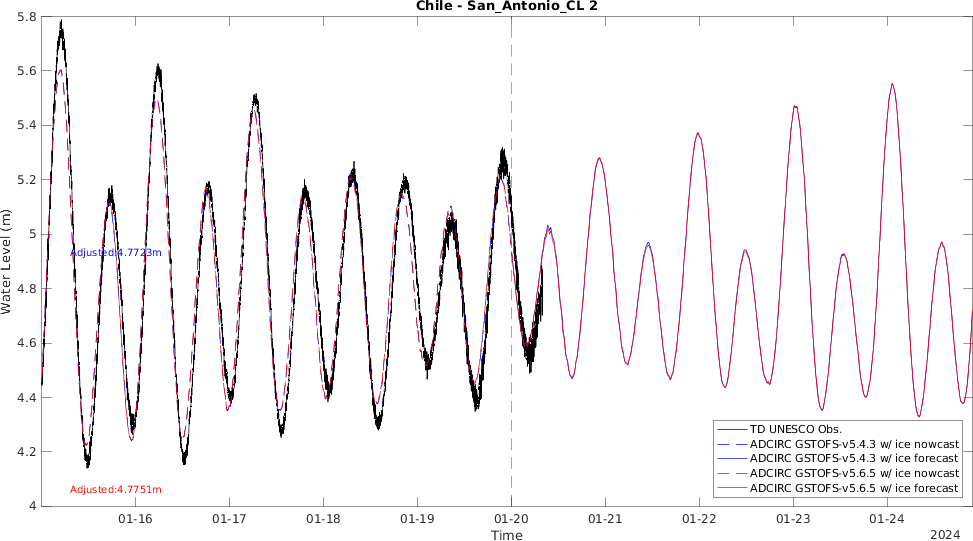 Chile - San_Antonio_CL 2
Water Level (m)
5.8
5.6
5.4
5.2
5
4.8
4.6
4.4
4.2
4
Adjusted:4.7723m
Adjusted:4.7751m
TD UNESCO Obs.
ADCIRC GSTOFS-v5.4.3 w/ ice nowcast
ADCIRC GSTOFS-v5.4.3 w/ ice forecast
ADCIRC GSTOFS-v5.6.5 w/ ice nowcast
ADCIRC GSTOFS-v5.6.5 w/ ice forecast
01-16 01-17 01-18 01-19 01-20 01-21 01-22 01-23 01-24
Time
2024